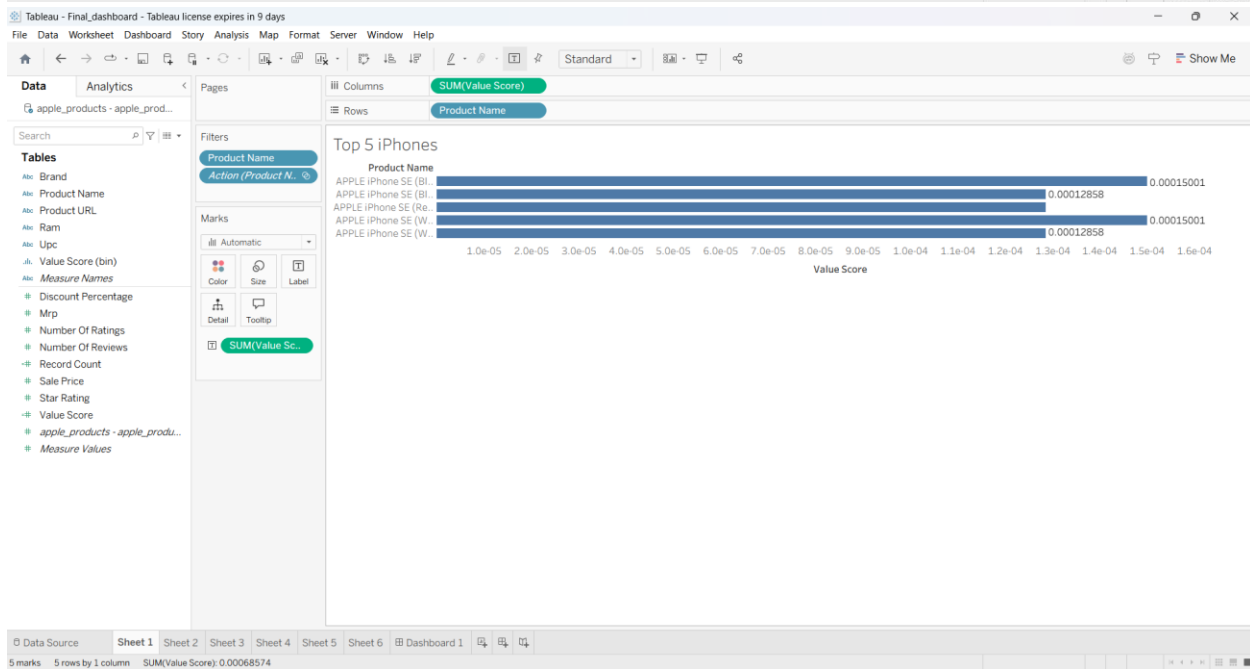 Tableau - Final_dashboard - Tableau license expires in 9 days
File Data Worksheet Dashboard Story Analysis Map Format Server Window Help
Standard
Show Me
Data Analytics
apple_products - apple_prod...
Search
Tables
Abc Brand
Abc Product Name
Abc Product URL
Abc Ram
Abc Upc
Value Score (bin)
Abc Measure Names
# Discount Percentage
# Mrp
# Number Of Ratings
# Number Of Reviews
=# Record Count
# Sale Price
# Star Rating
=# Value Score
# apple_products - apple_produ...
# Measure Values
Pages
Filters
Product Name
Action (Product N..
Marks
Automatic
Color Size Label
Detail Tooltip
SUM(Value Sc..
Columns SUM(Value Score)
Rows Product Name
Top 5 iPhones
Product Name
APPLE iPhone SE (Bl.. 0.00015001
APPLE iPhone SE (Bl.. 0.00012858
APPLE iPhone SE (Re..
APPLE iPhone SE (W.. 0.00015001
APPLE iPhone SE (W.. 0.00012858
1.0e-05 2.0e-05 3.0e-05 4.0e-05 5.0e-05 6.0e-05 7.0e-05 8.0e-05 9.0e-05 1.0e-04 1.1e-04 1.2e-04 1.3e-04 1.4e-04 1.5e-04 1.6e-04
Value Score
Data Source Sheet 1 Sheet 2 Sheet 3 Sheet 4 Sheet 5 Sheet 6 Dashboard 1
5 marks 5 rows by 1 column SUM(Value Score): 0.00068574